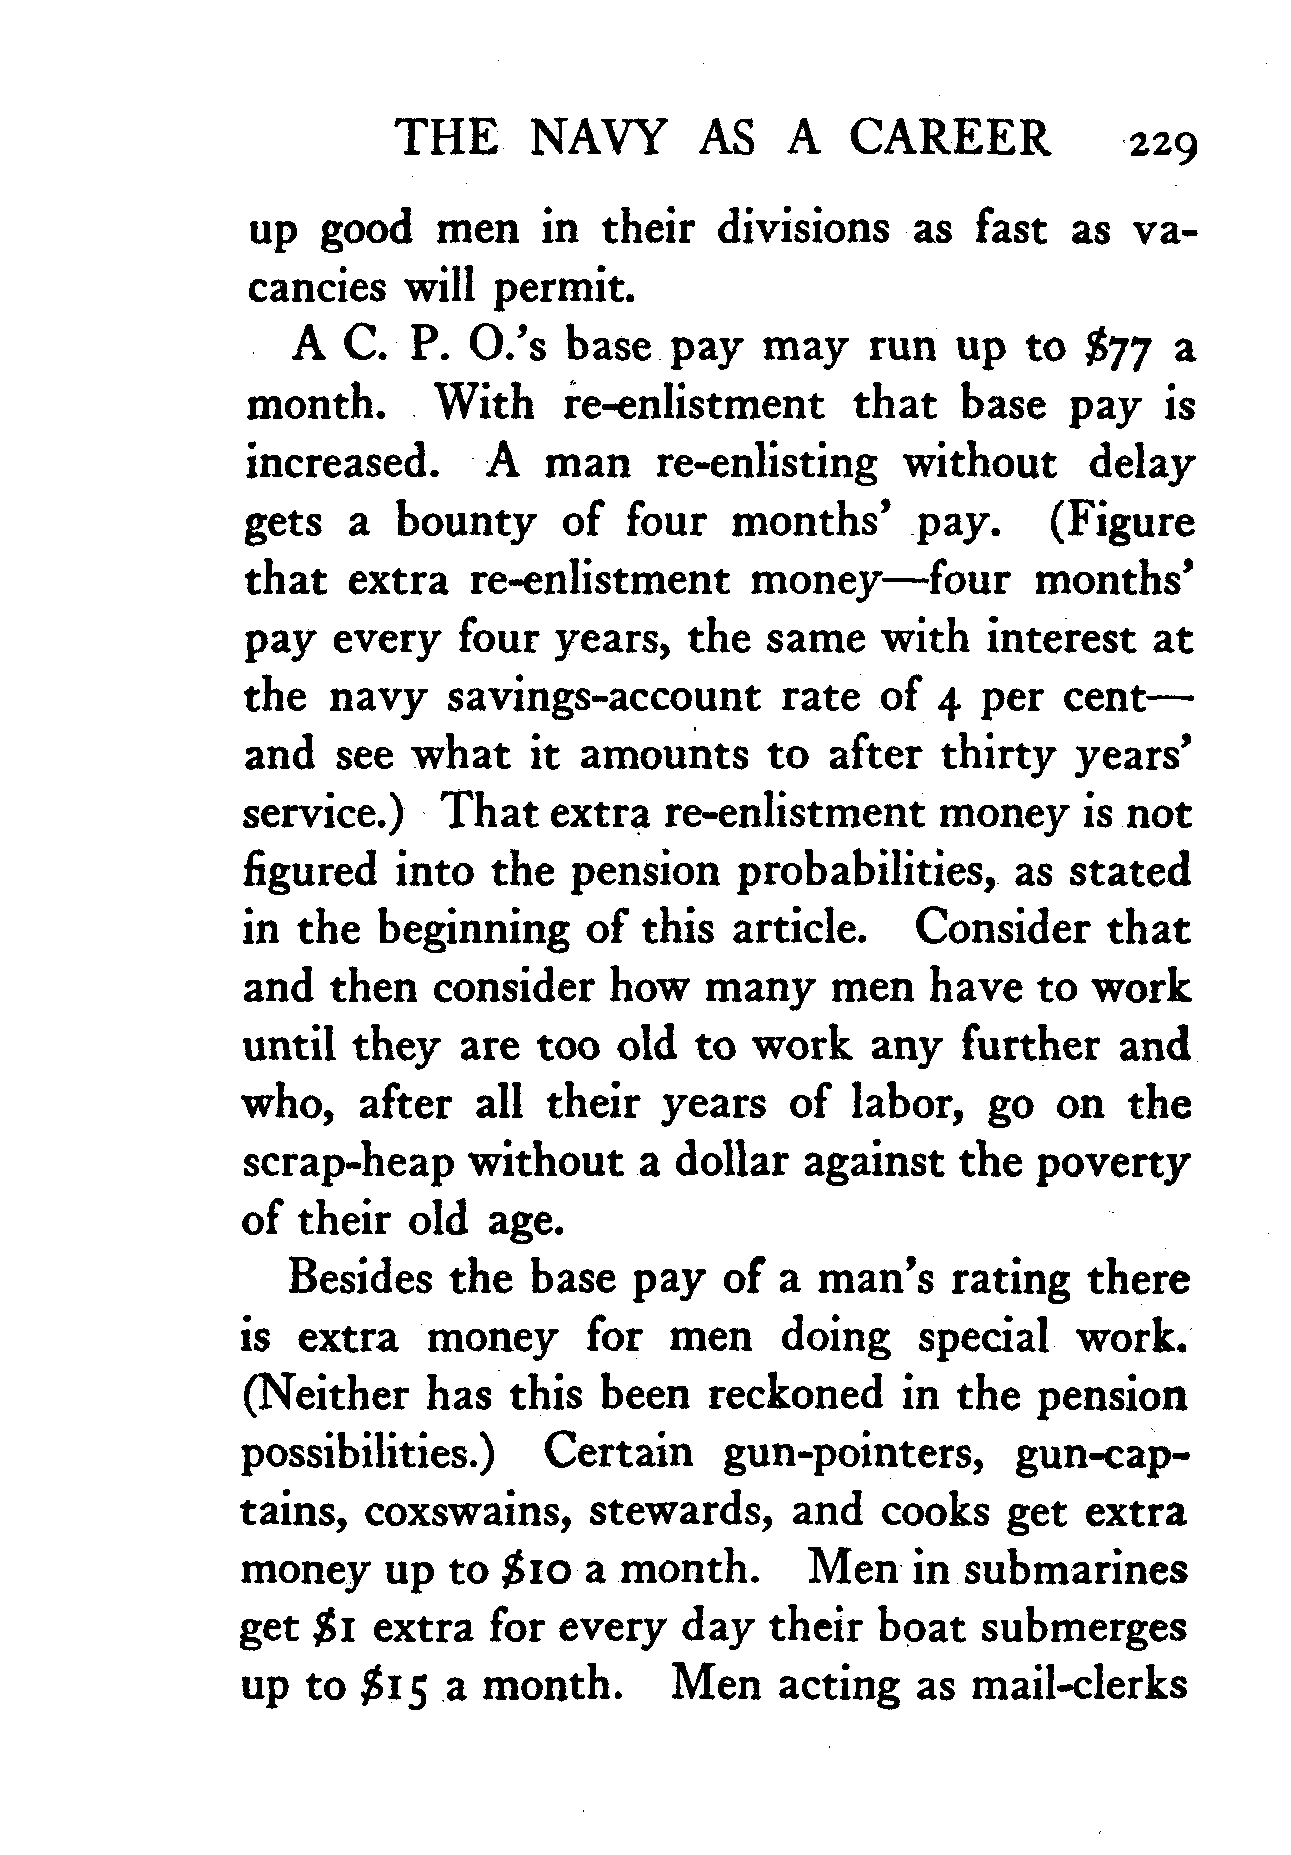 THE NAVY AS A CAREER 229
up good men in their divisions as fast as va-
cancies will permit.
A C. P. O.'s base pay may run up to $77 a
month. With re-enlistment that base pay is
increased. A man re-enlisting without delay
gets a bounty of four months' pay. (Figure
that extra re-enlistment money—four months'
pay every four years, the same with interest at
the navy savings-account rate of 4 per cent—
and see what it amounts to after thirty years'
service.) That extra re-enlistment money is not
figured into the pension probabilities, as stated
in the beginning of this article. Consider that
and then consider how many men have to work
until they are too old to work any further and
who, after all their years of labor, go on the
scrap-heap without a dollar against the poverty
of their old age.
Besides the base pay of a man's rating there
is extra money for men doing special work.
(Neither has this been reckoned in the pension
possibilities.) Certain gun-pointers, gun-cap-
tains, coxswains, stewards, and cooks get extra
money up to $10 a month. Men in submarines
get $1 extra for every day their boat submerges
up to $15 a month. Men acting as mail-clerks